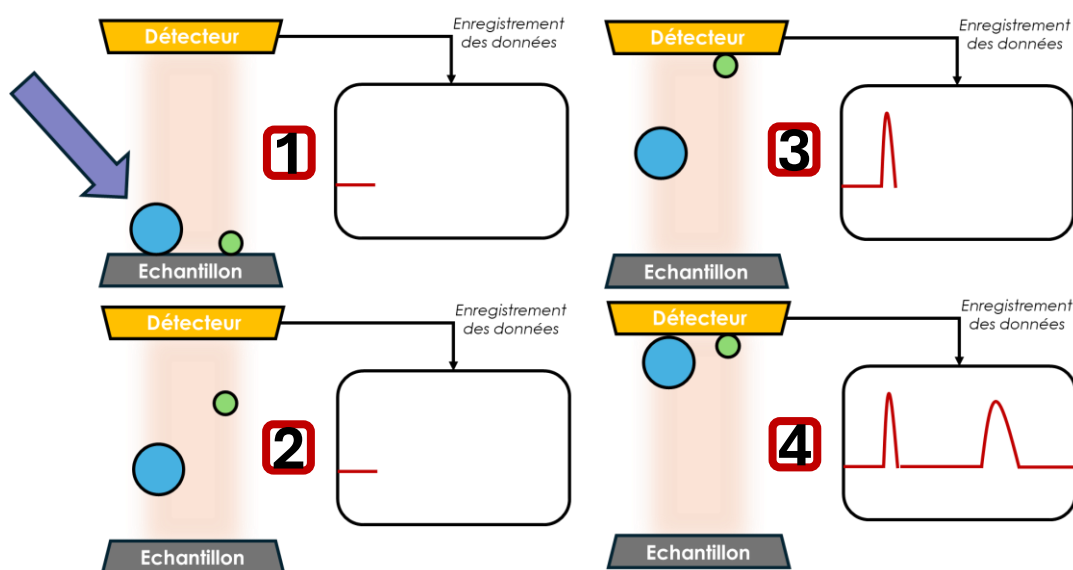 Détecteur
Enregistrement
des données
1
Echantillon
Détecteur
Enregistrement
des données
2
Echantillon
Détecteur
Enregistrement
des données
3
Echantillon
Détecteur
Enregistrement
des données
4
Echantillon